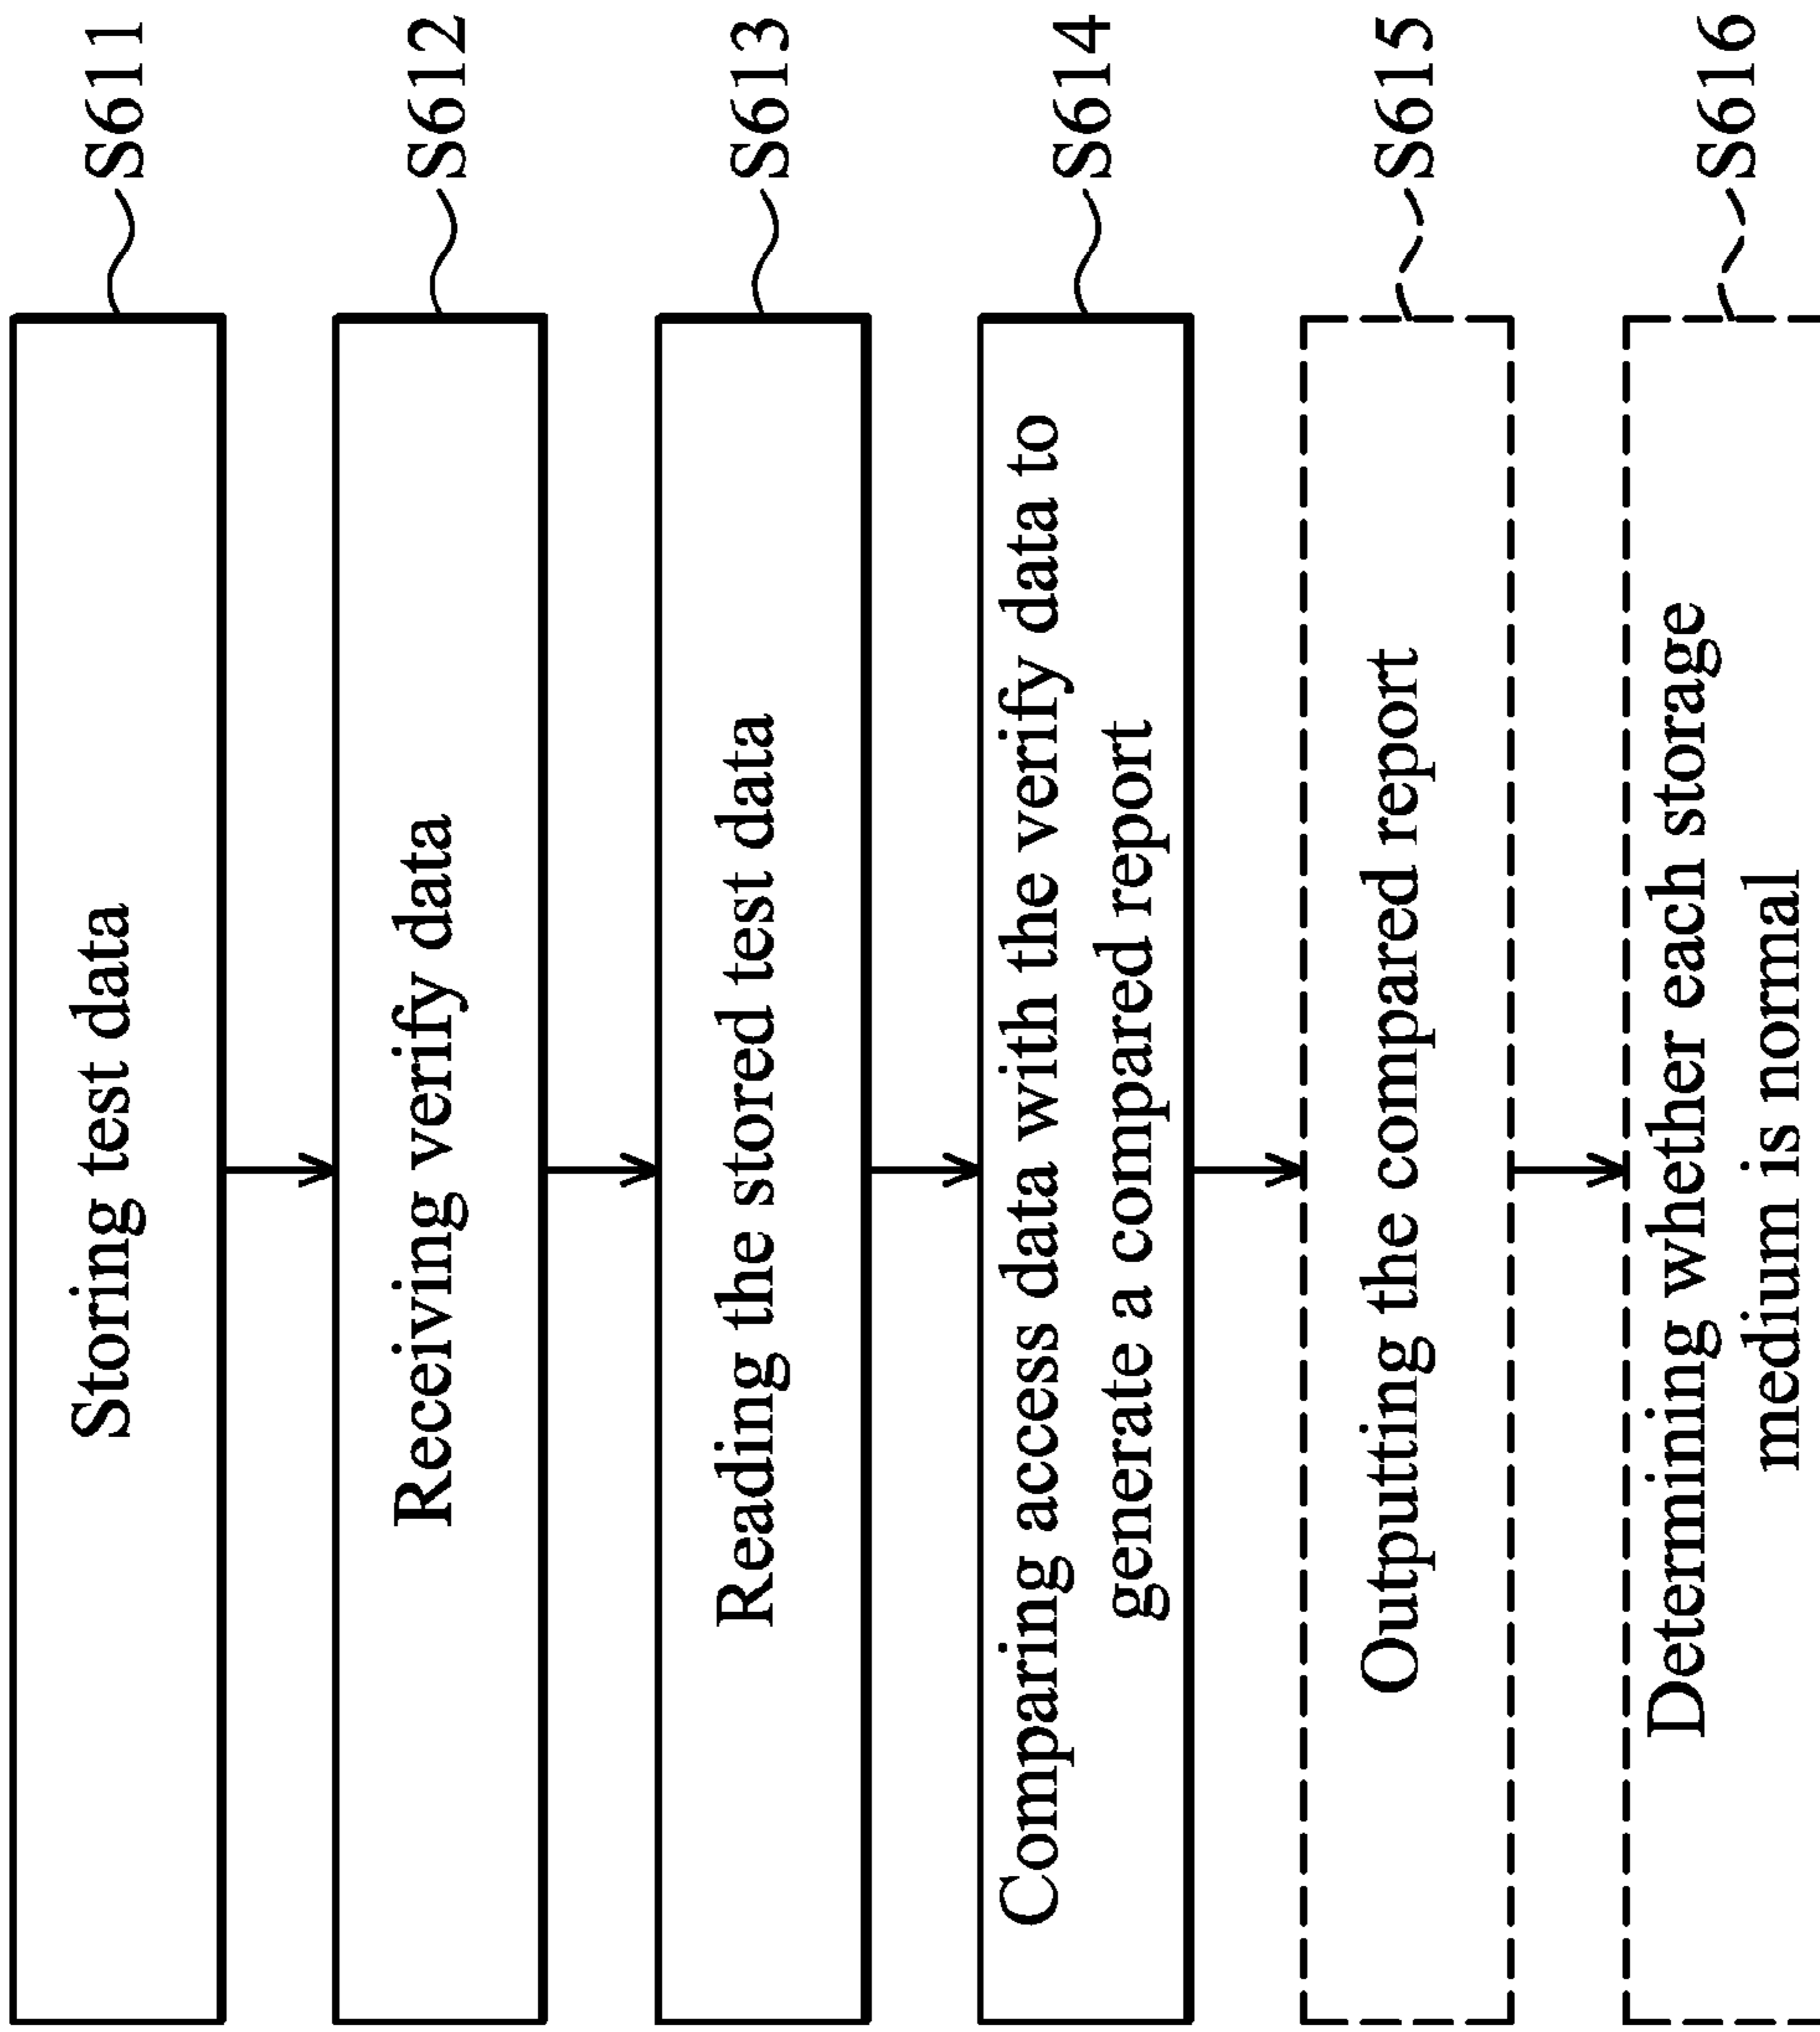 Storing test data
S611
Receiving verify data
S612
Reading the stored test data
S613
Comparing access data with the verify data to
generate a compared report
S614
Outputting the compared report
S615
Determining whether each storage
medium is normal
S616